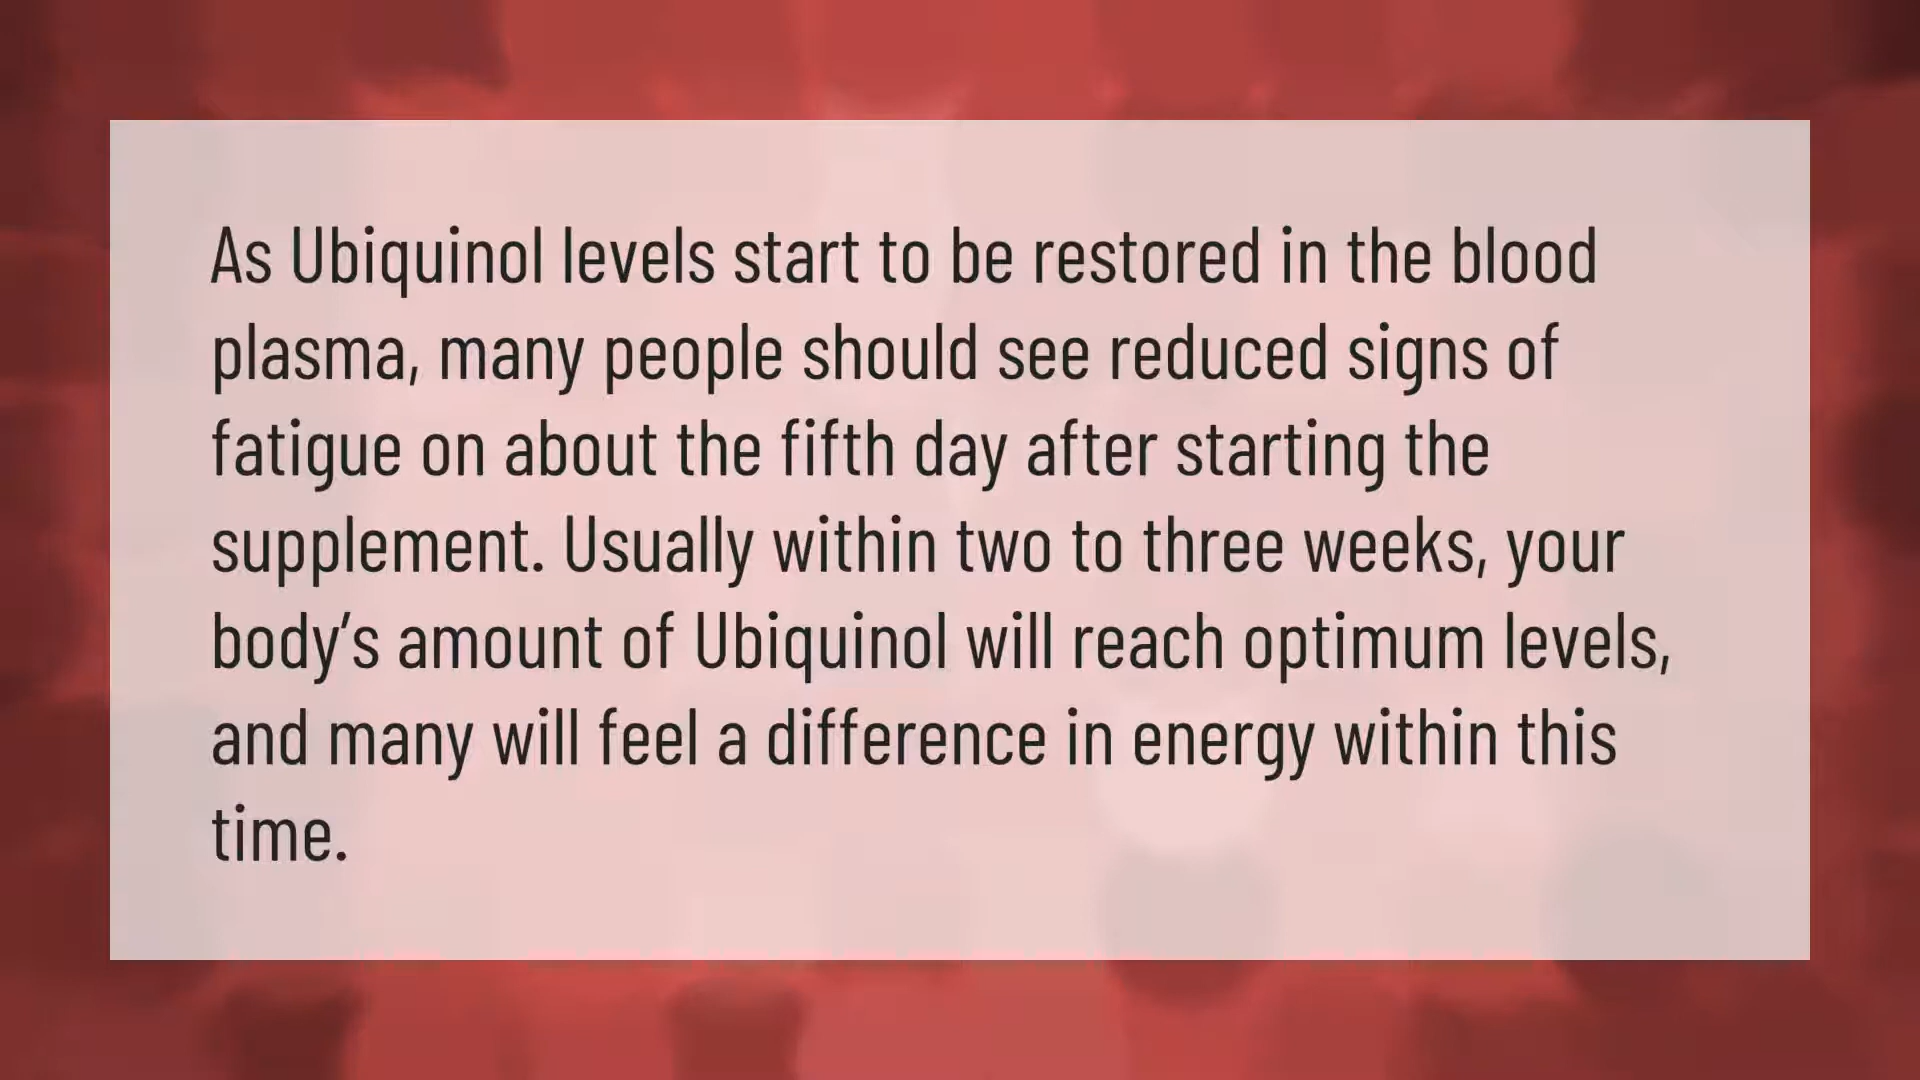 As Ubiquinol levels start to be restored in the blood
plasma, many people should see reduced signs of
fatigue on about the fifth day after starting the
supplement. Usually within two to three weeks, your
body’s amount of Ubiquinol will reach optimum levels,
and many will feel a difference in energy within this
time.